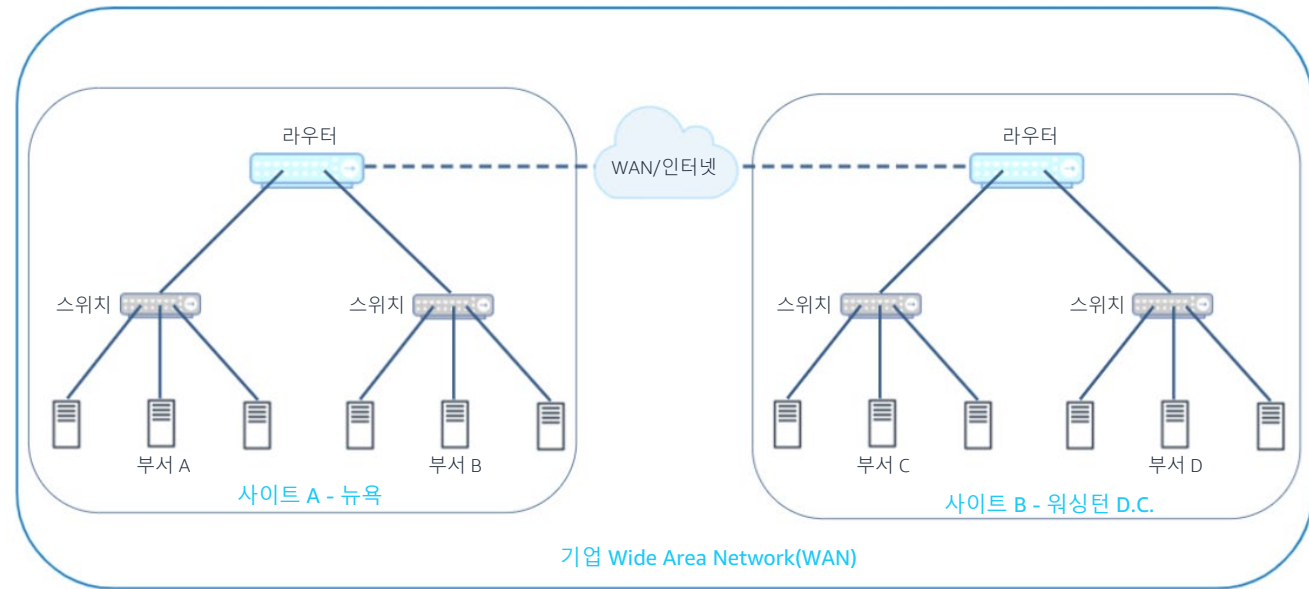 라우터
라우터
WAN/인터넷
스위치
스위치
스위치
스위치
부서 A
부서 B
부서 C
부서 D
사이트 A - 뉴욕
사이트 B - 워싱턴 D.C.
기업 Wide Area Network(WAN)